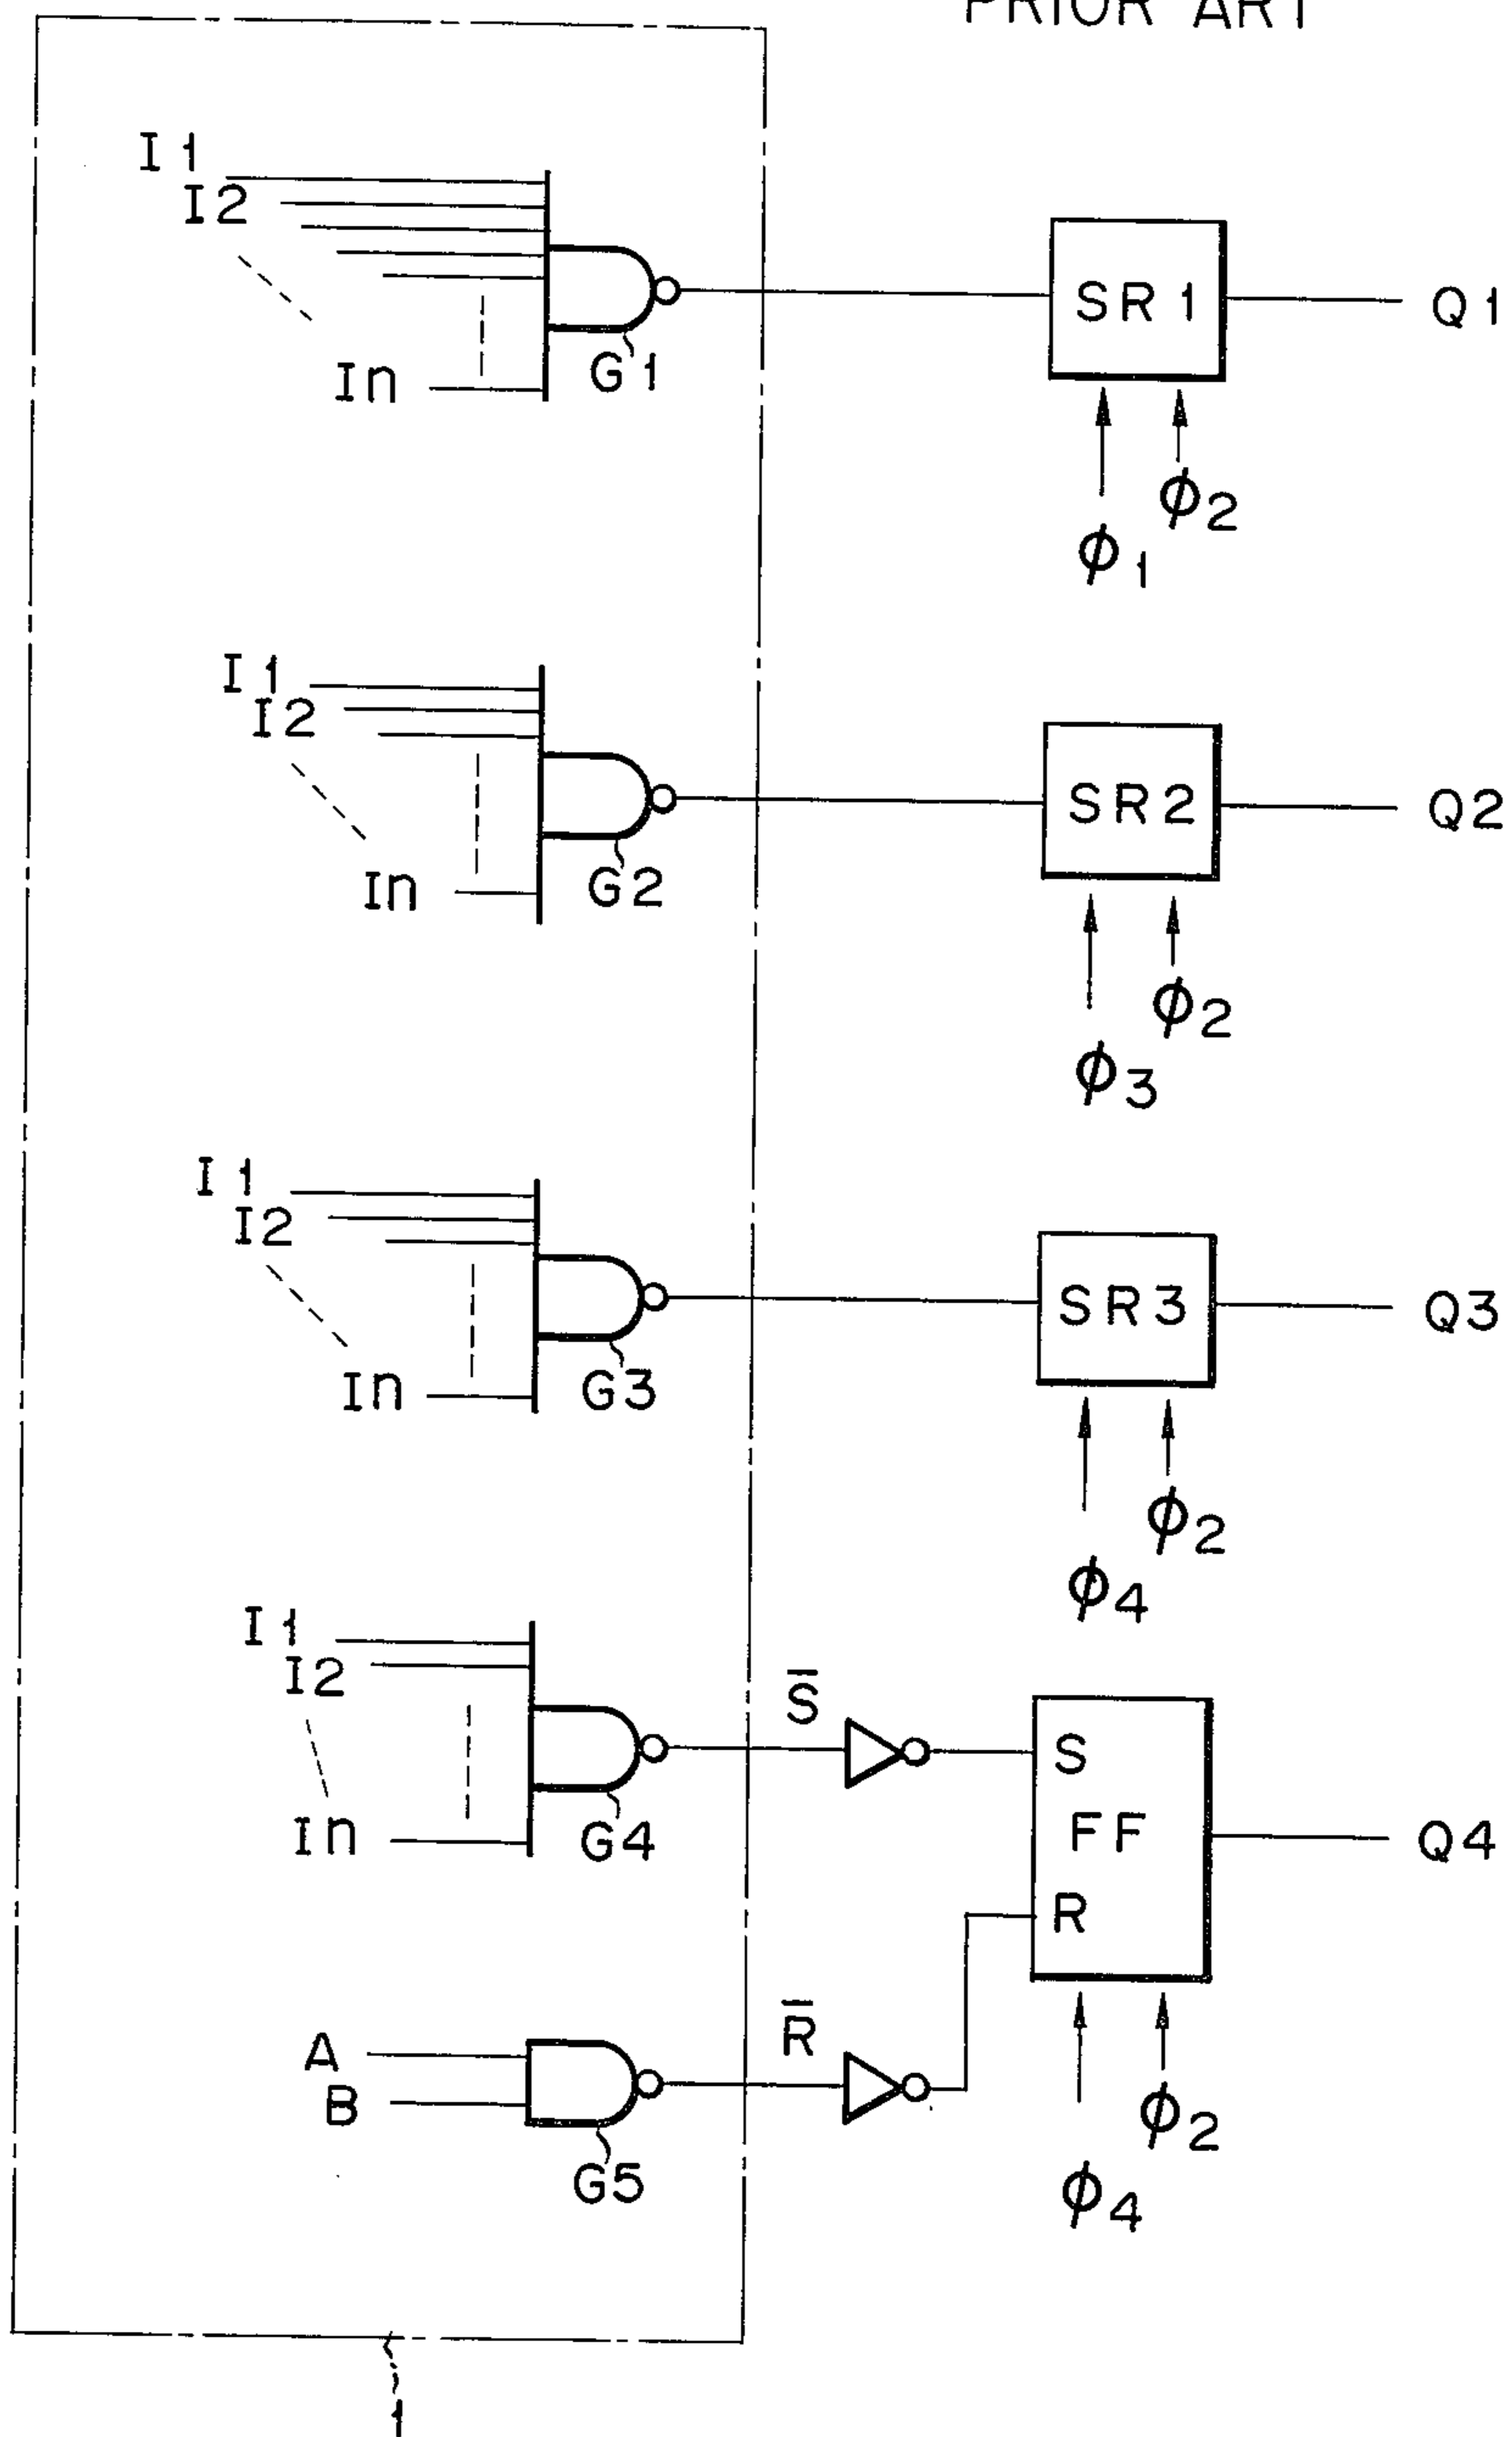 PRIOR ART
I1
I2
In
G1
SR1
Q1
ϕ1
ϕ2
I1
I2
In
G2
SR2
Q2
ϕ3
ϕ2
I1
I2
In
G3
SR3
Q3
ϕ4
ϕ2
I1
I2
In
G4
S̅
S
FF
R
Q4
A
B
G5
R̅
ϕ4
ϕ2
1